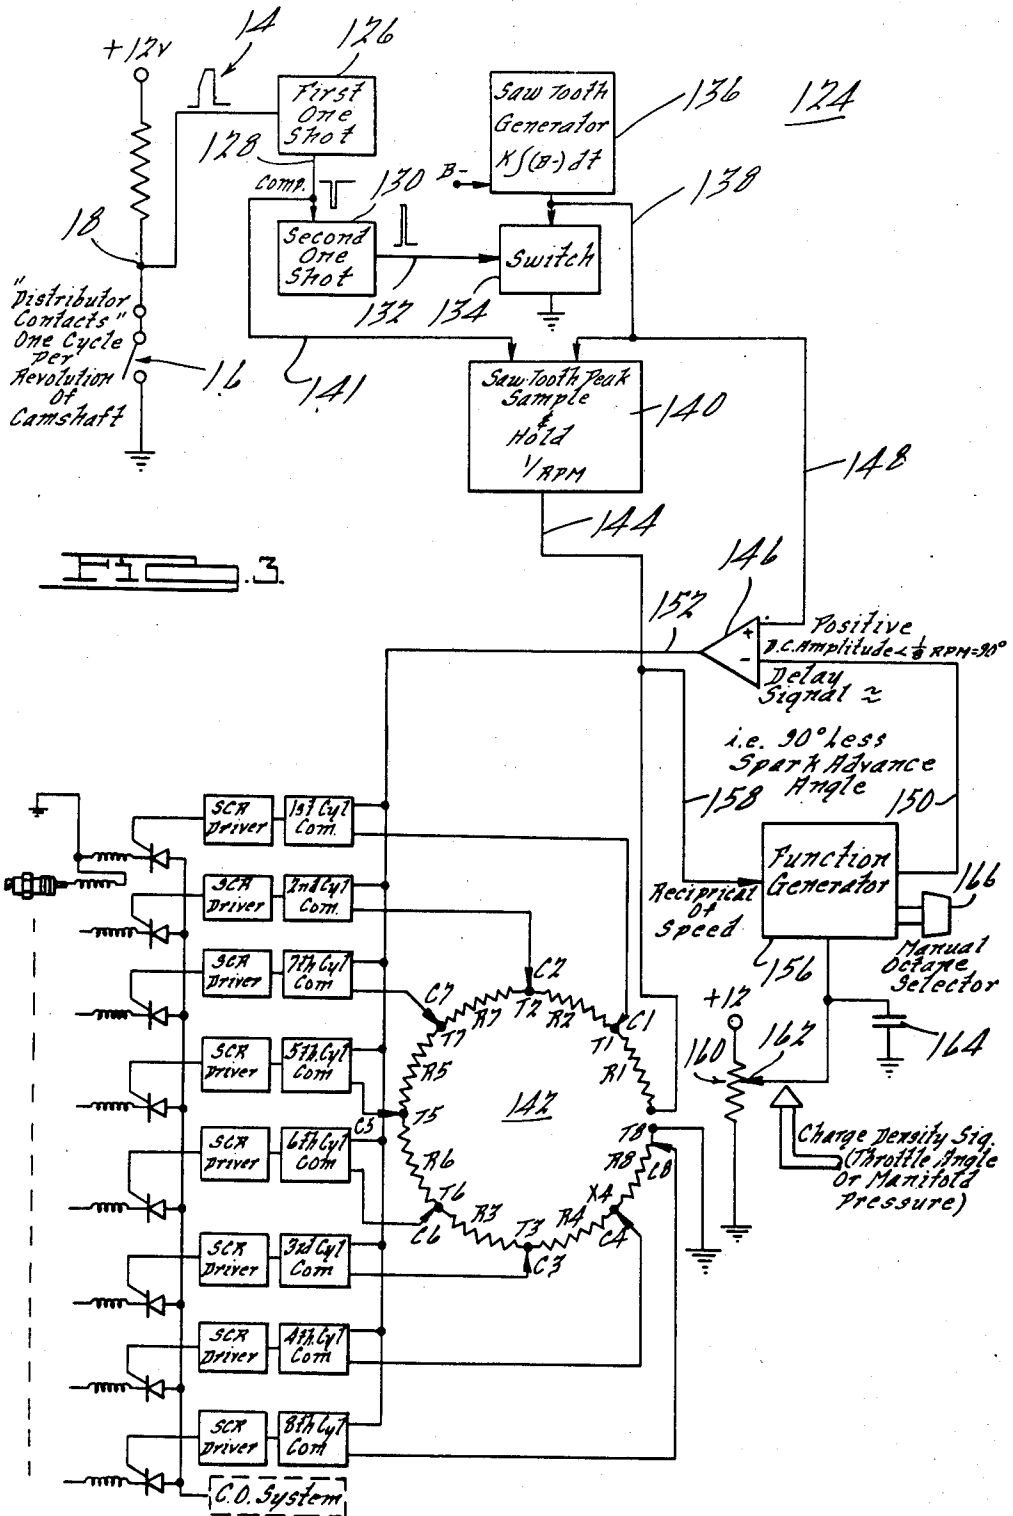 +12v
14
126
First
One
Shot
128
Comp.
130
Second
One
Shot
132
134
Switch
Saw Tooth
Generator
K∫(B-)dt
B-
136
124
138
18
"Distributor
Contacts"
One Cycle
Per
Revolution
Of
Camshaft
16
141
Saw-Tooth Peak
Sample
&
Hold
1/RPM
140
148
144
FIG.3.
146
152
+
-
Positive
D.C. Amplitude < 1/8 RPM=90°
Delay
Signal ≈
i.e. 90° Less
Spark Advance
Angle
158
150
Function
Generator
166
Reciprical
Of
Speed
156
Manual
Octane
Selector
+12
160
162
164
Charge Density Sig.
(Throttle Angle
Or Manifold
Pressure)
SCR
Driver
1st Cyl
Com.
SCR
Driver
2nd Cyl
Com.
SCR
Driver
7th Cyl
Com
SCR
Driver
5th Cyl
Com
SCR
Driver
6th Cyl
Com
SCR
Driver
3rd Cyl
Com
SCR
Driver
4th Cyl
Com
SCR
Driver
8th Cyl
Com
C.D. System
C7
T7
R7
C2
T2
R2
C1
T1
R1
R5
142
C5
T5
R6
T6
C6
R3
T3
C3
R4
X4
C4
R8
T8
C8